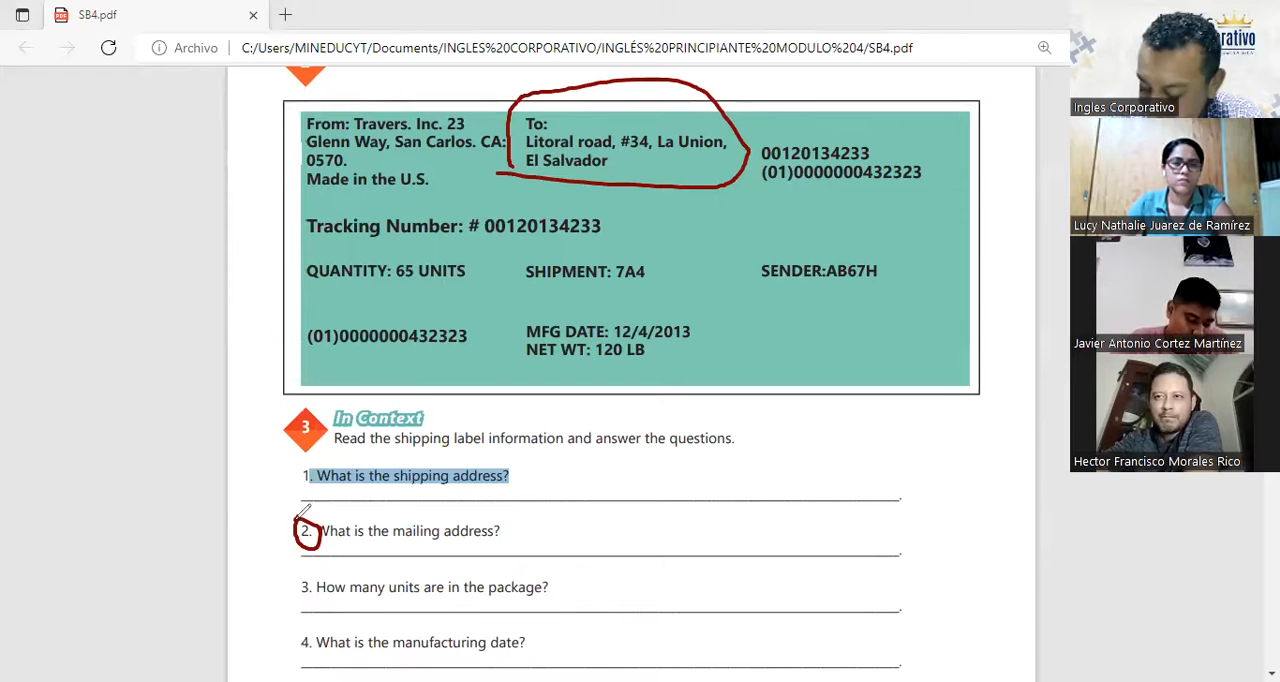 SB4.pdf
Archivo
C:/Users/MINEDUCYT/Documents/INGLES%20CORPORATIVO/INGLÉS%20PRINCIPIANTE%20MODULO%204/SB4.pdf
From: Travers. Inc. 23
Glenn Way, San Carlos. CA:
0570.
Made in the U.S.
To:
Litoral road, #34, La Union,
El Salvador
00120134233
(01)0000000432323
Tracking Number: # 00120134233
QUANTITY: 65 UNITS
SHIPMENT: 7A4
SENDER:AB67H
(01)0000000432323
MFG DATE: 12/4/2013
NET WT: 120 LB
3
In Context
Read the shipping label information and answer the questions.
1. What is the shipping address?
2. What is the mailing address?
3. How many units are in the package?
4. What is the manufacturing date?
Ingles Corporativo
Lucy Nathalie Juarez de Ramírez
Javier Antonio Cortez Martínez
Hector Francisco Morales Rico